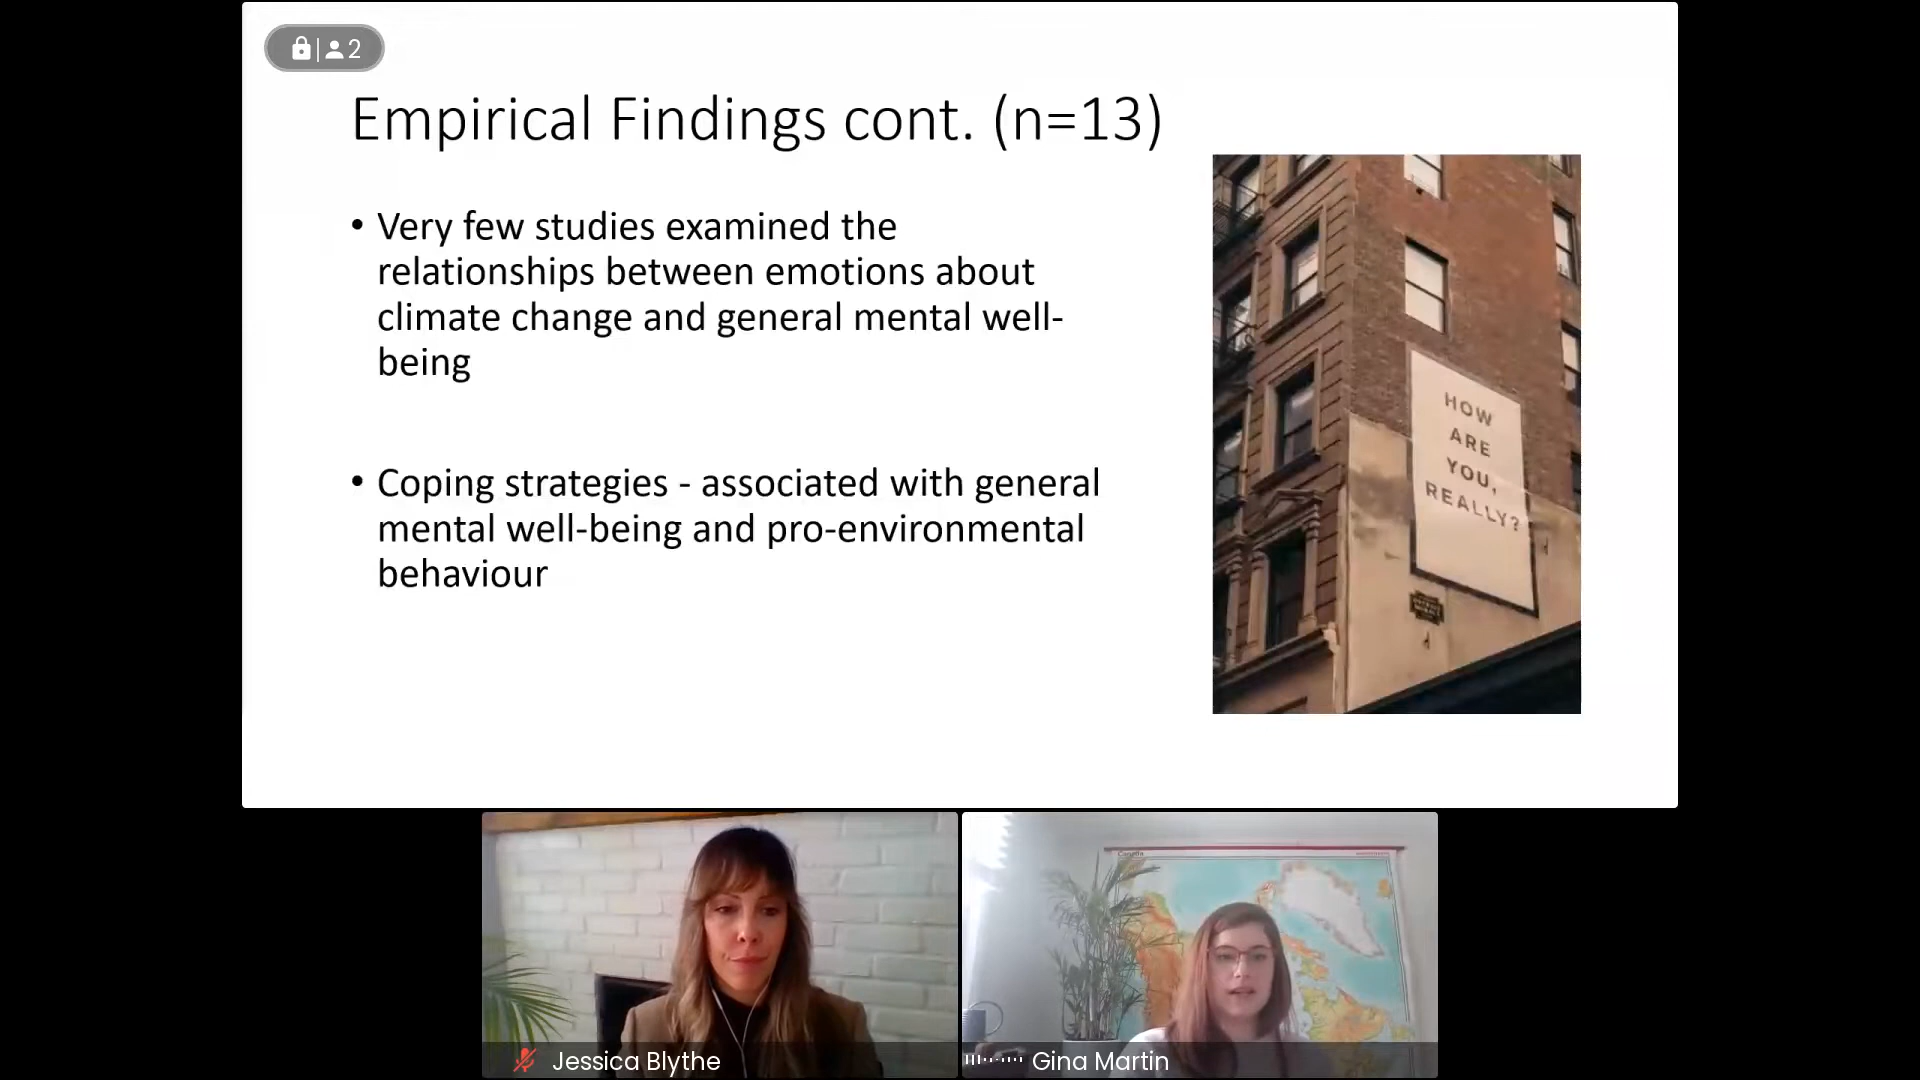 2
Empirical Findings cont. (n=13)
• Very few studies examined the
relationships between emotions about
climate change and general mental well-
being
• Coping strategies - associated with general
mental well-being and pro-environmental
behaviour
HOW
ARE
YOU,
REALLY?
Canada
Jessica Blythe
Gina Martin